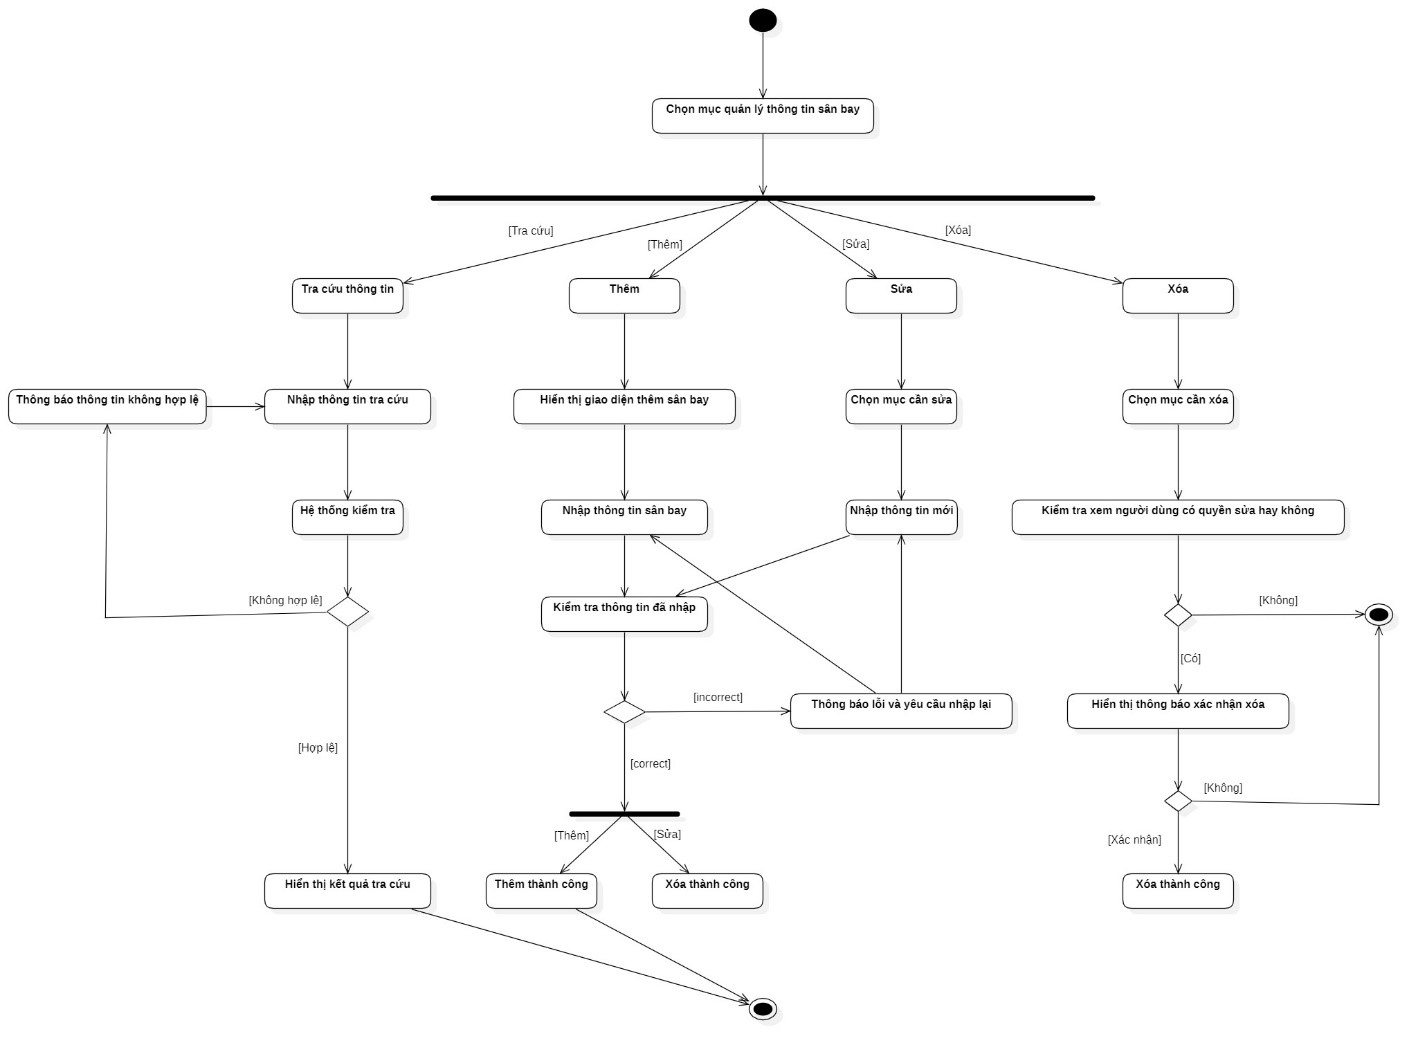 Chọn mục quản lý thông tin sân bay
[Tra cứu]
[Thêm]
[Sửa]
[Xóa]
Tra cứu thông tin
Thêm
Sửa
Xóa
Thông báo thông tin không hợp lệ
Nhập thông tin tra cứu
Hiển thị giao diện thêm sân bay
Chọn mục cần sửa
Chọn mục cần xóa
Hệ thống kiểm tra
Nhập thông tin sân bay
Nhập thông tin mới
Kiểm tra xem người dùng có quyền sửa hay không
[Không hợp lệ]
Kiểm tra thông tin đã nhập
[Không]
[Có]
[incorrect]
Thông báo lỗi và yêu cầu nhập lại
Hiển thị thông báo xác nhận xóa
[Hợp lệ]
[correct]
[Không]
[Thêm]
[Sửa]
[Xác nhận]
Hiển thị kết quả tra cứu
Thêm thành công
Xóa thành công
Xóa thành công